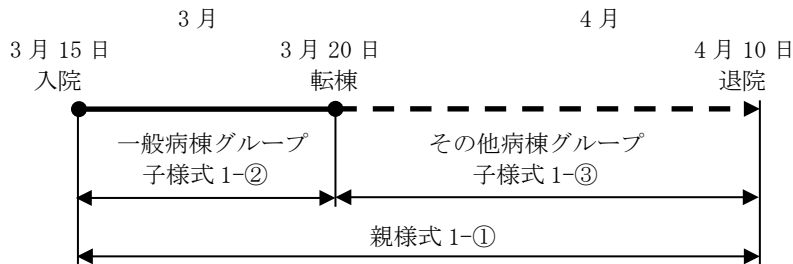 3月 4月
3月15日 3月20日 4月10日
入院 転棟 退院
一般病棟グループ その他病棟グループ
子様式1-② 子様式1-③
親様式1-①